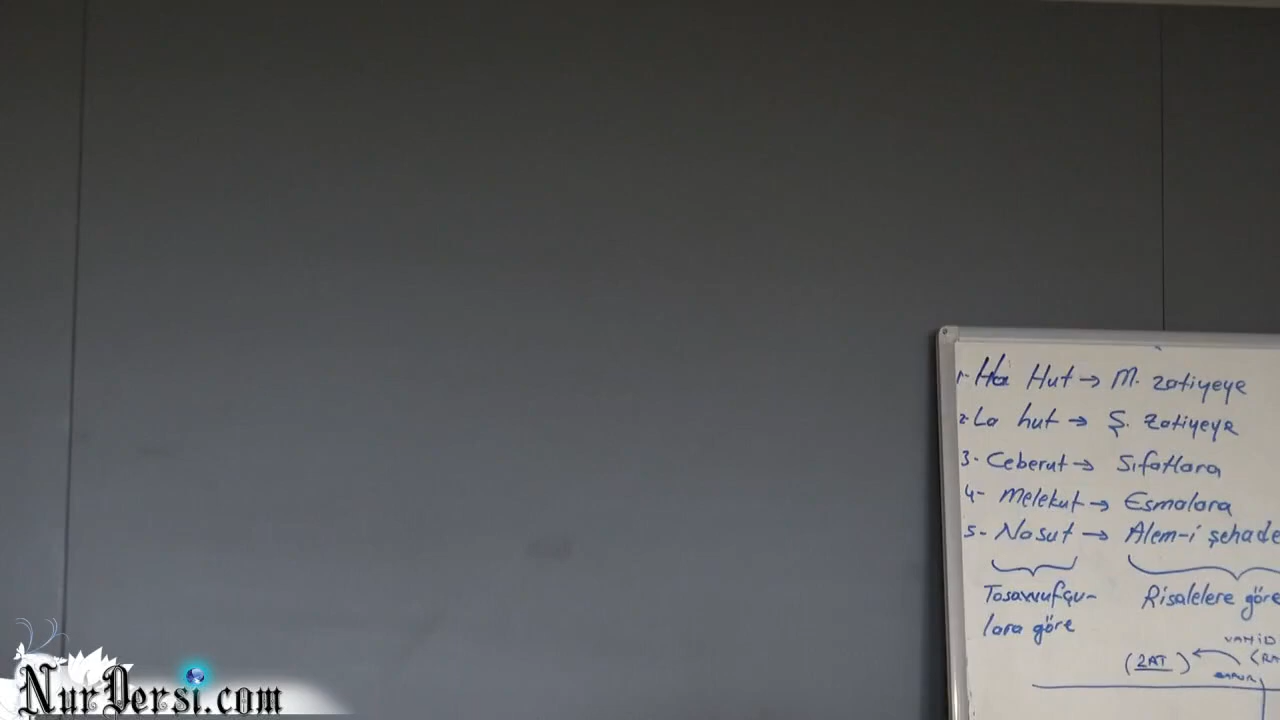 1- Ha Hut → M. zatiyeye
2- La hut → Ş. zatiyeye
3- Ceberut → Sıfatlara
4- Melekut → Esmalara
5- Nasut → Alem-i şehade
Tasavvufçu- Risalelere göre
lara göre
VAHİD
(ZAT)
NurDersi.com